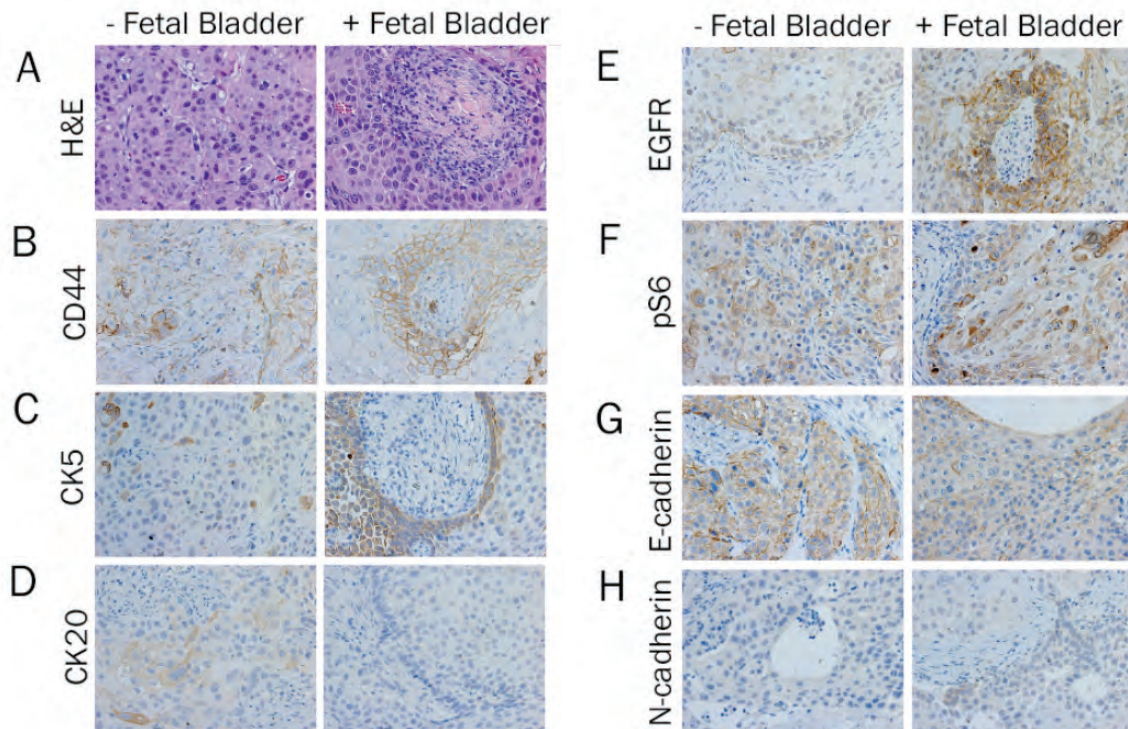 - Fetal Bladder + Fetal Bladder
A H&E
B CD44
C CK5
D CK20
- Fetal Bladder + Fetal Bladder
E EGFR
F pS6
G E-cadherin
H N-cadherin